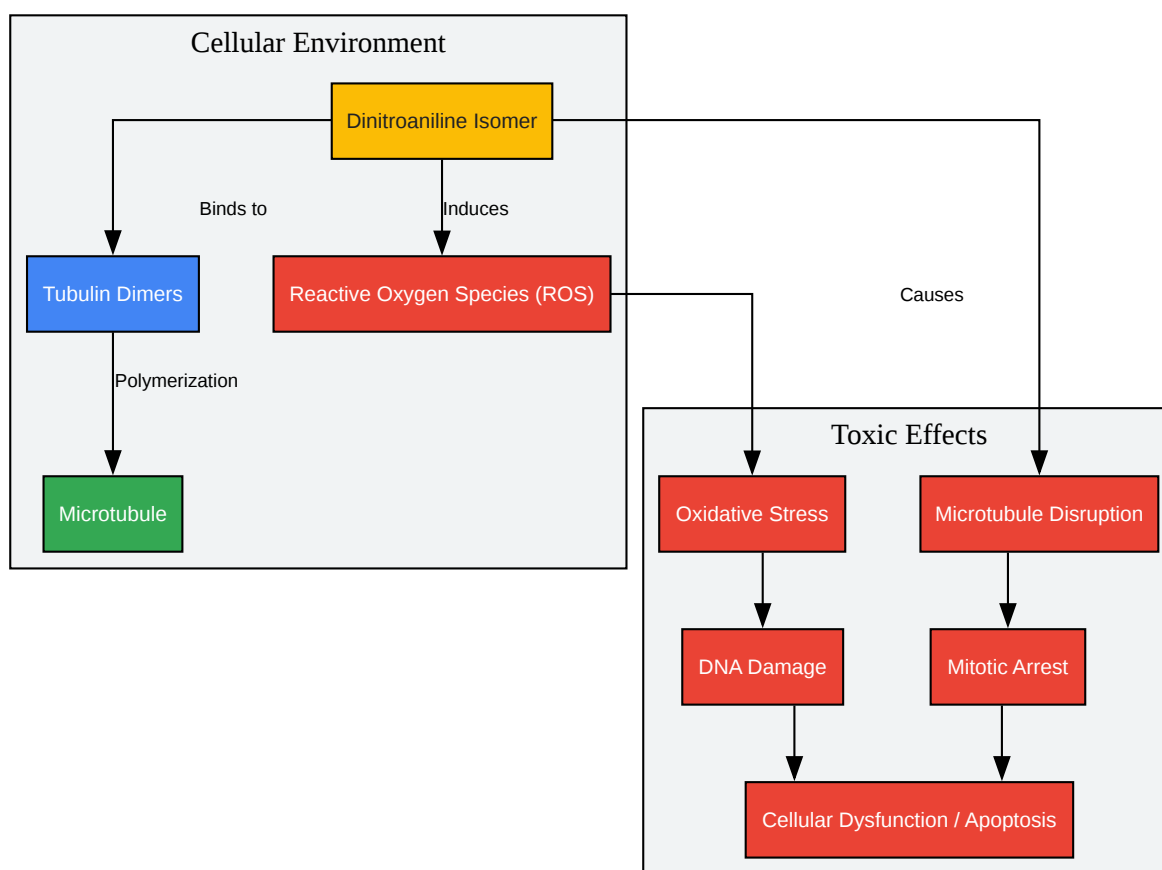 Cellular Environment
Dinitroaniline Isomer
Binds to
Induces
Tubulin Dimers
Reactive Oxygen Species (ROS)
Causes
Polymerization
Toxic Effects
Microtubule
Oxidative Stress
Microtubule Disruption
DNA Damage
Mitotic Arrest
Cellular Dysfunction / Apoptosis